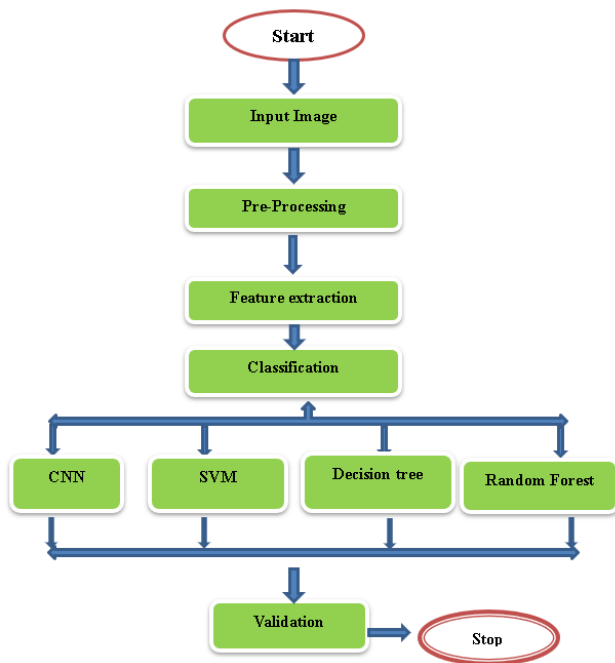 Start
Input Image
Pre-Processing
Feature extraction
Classification
CNN
SVM
Decision tree
Random Forest
Validation
Stop